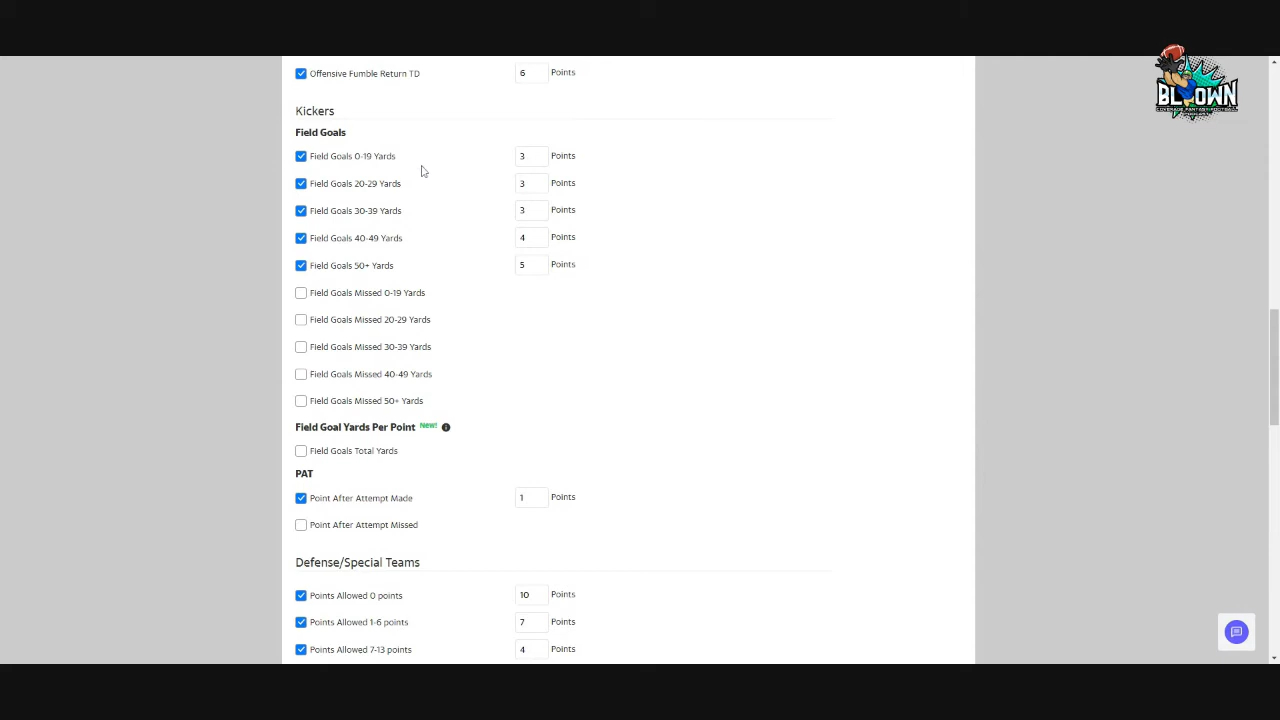 Offensive Fumble Return TD 6 Points
Kickers
Field Goals
Field Goals 0-19 Yards 3 Points
Field Goals 20-29 Yards 3 Points
Field Goals 30-39 Yards 3 Points
Field Goals 40-49 Yards 4 Points
Field Goals 50+ Yards 5 Points
Field Goals Missed 0-19 Yards
Field Goals Missed 20-29 Yards
Field Goals Missed 30-39 Yards
Field Goals Missed 40-49 Yards
Field Goals Missed 50+ Yards
Field Goal Yards Per Point New!
Field Goals Total Yards
PAT
Point After Attempt Made 1 Points
Point After Attempt Missed
Defense/Special Teams
Points Allowed 0 points 10 Points
Points Allowed 1-6 points 7 Points
Points Allowed 7-13 points 4 Points
BLOWN
COVERAGE FANTASY FOOTBALL
PODCAST